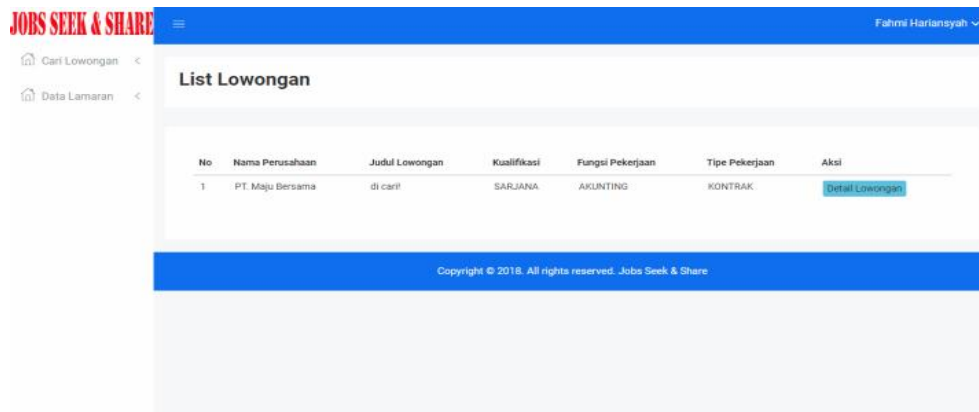 JOBS SEEK & SHARE
Fahmi Hariansyah
Cari Lowongan
Data Lamaran
List Lowongan
No Nama Perusahaan Judul Lowongan Kualifikasi Fungsi Pekerjaan Tipe Pekerjaan Aksi
1 PT. Maju Bersama di cari! SARJANA AKUNTING KONTRAK Detail Lowongan
Copyright © 2018. All rights reserved. Jobs Seek & Share